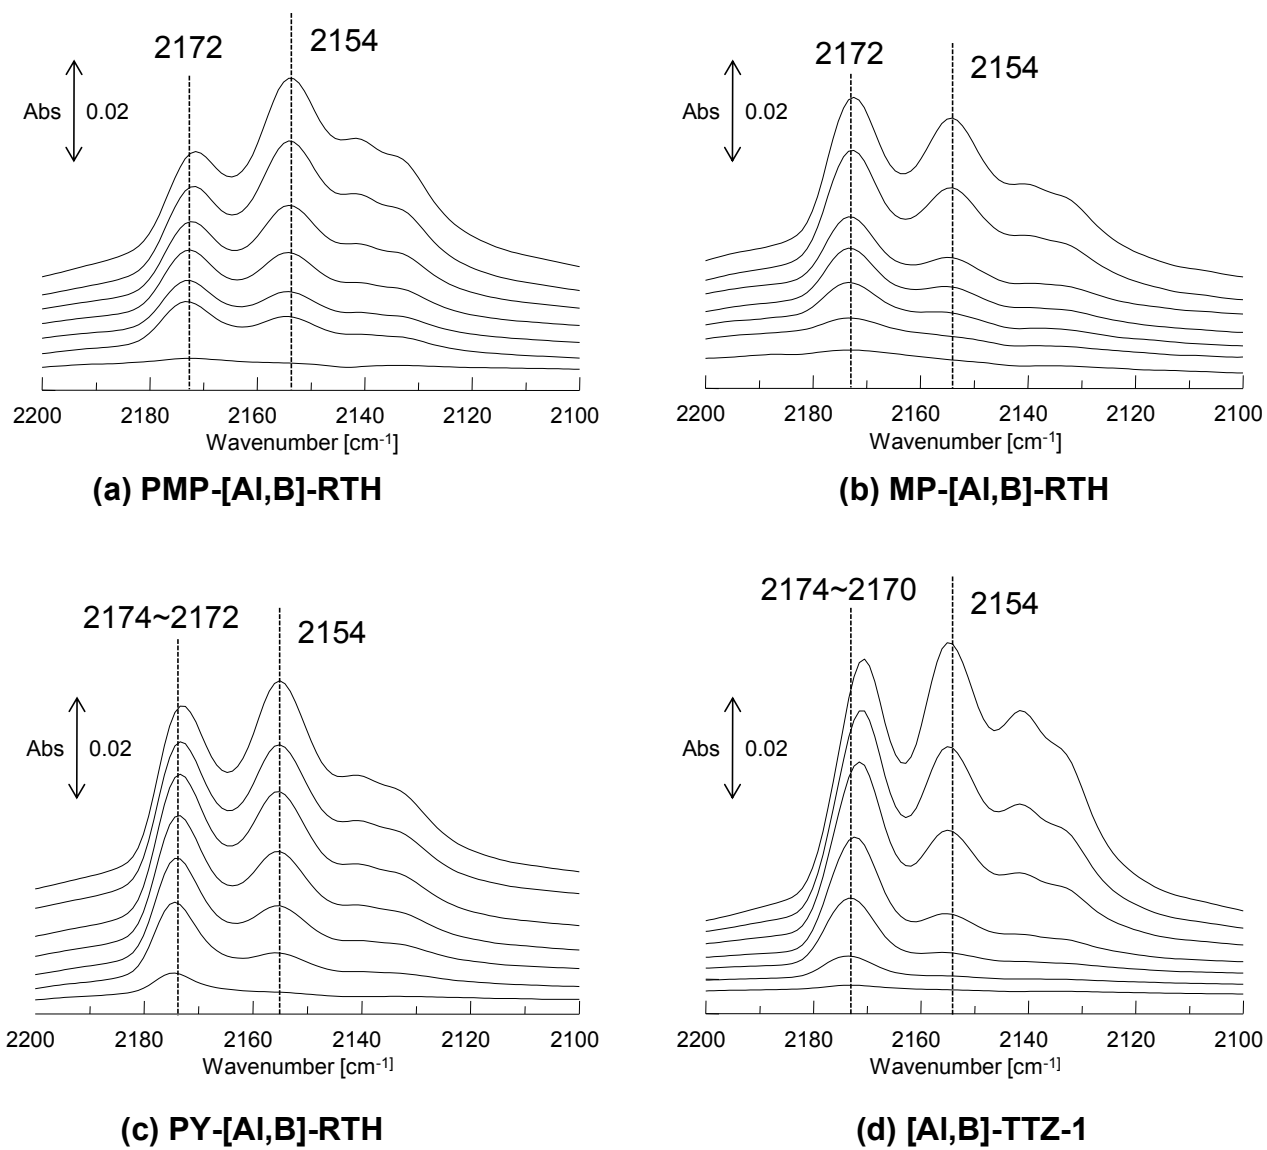 2172 2154
Abs 0.02
2200 2180 2160 2140 2120 2100
Wavenumber [cm-1]
(a) PMP-[Al,B]-RTH
2172 2154
Abs 0.02
2200 2180 2160 2140 2120 2100
Wavenumber [cm-1]
(b) MP-[Al,B]-RTH
2174~2172 2154
Abs 0.02
2200 2180 2160 2140 2120 2100
Wavenumber [cm-1]
(c) PY-[Al,B]-RTH
2174~2170 2154
Abs 0.02
2200 2180 2160 2140 2120 2100
Wavenumber [cm-1]
(d) [Al,B]-TTZ-1